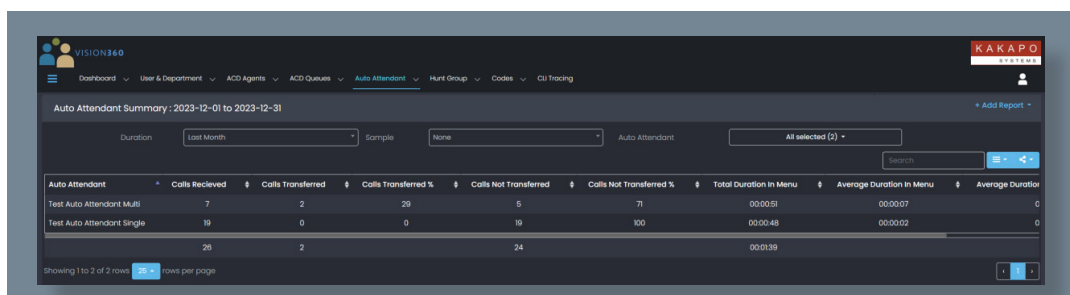 VISION360
KAKAPO
SYSTEMS
Dashboard User & Department ACD Agents ACD Queues Auto Attendant Hunt Group Codes CLI Tracing
Auto Attendant Summary : 2023-12-01 to 2023-12-31
+ Add Report
Duration Last Month Sample None Auto Attendant All selected (2)
Search
Auto Attendant Calls Recieved Calls Transferred Calls Transferred % Calls Not Transferred Calls Not Transferred % Total Duration In Menu Average Duration In Menu Average Duration
Test Auto Attendant Multi 7 2 29 5 71 00:00:51 00:00:07 0
Test Auto Attendant Single 19 0 0 19 100 00:00:48 00:00:02 0
26 2 24 00:01:39
Showing 1 to 2 of 2 rows 25 rows per page
‹ 1 ›